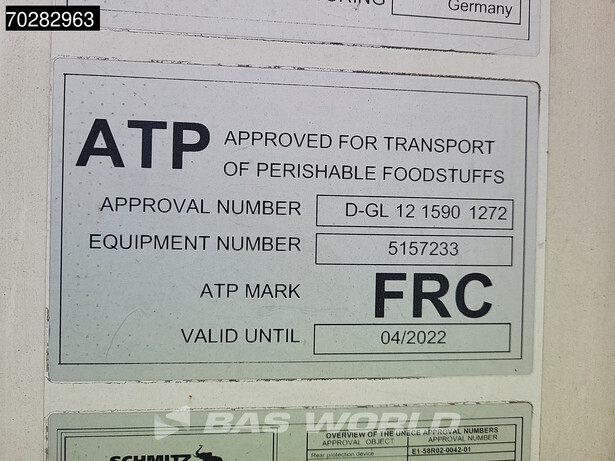 70282963
Germany
ATP APPROVED FOR TRANSPORT
OF PERISHABLE FOODSTUFFS
APPROVAL NUMBER D-GL 12 1590 1272
EQUIPMENT NUMBER 5157233
ATP MARK FRC
VALID UNTIL 04/2022
BAS WORLD
SCHMITZ
OVERVIEW OF THE UNECE APPROVAL NUMBERS
APPROVAL OBJECT APPROVAL NUMBER
Rear protection device E1-58R02-0042-01